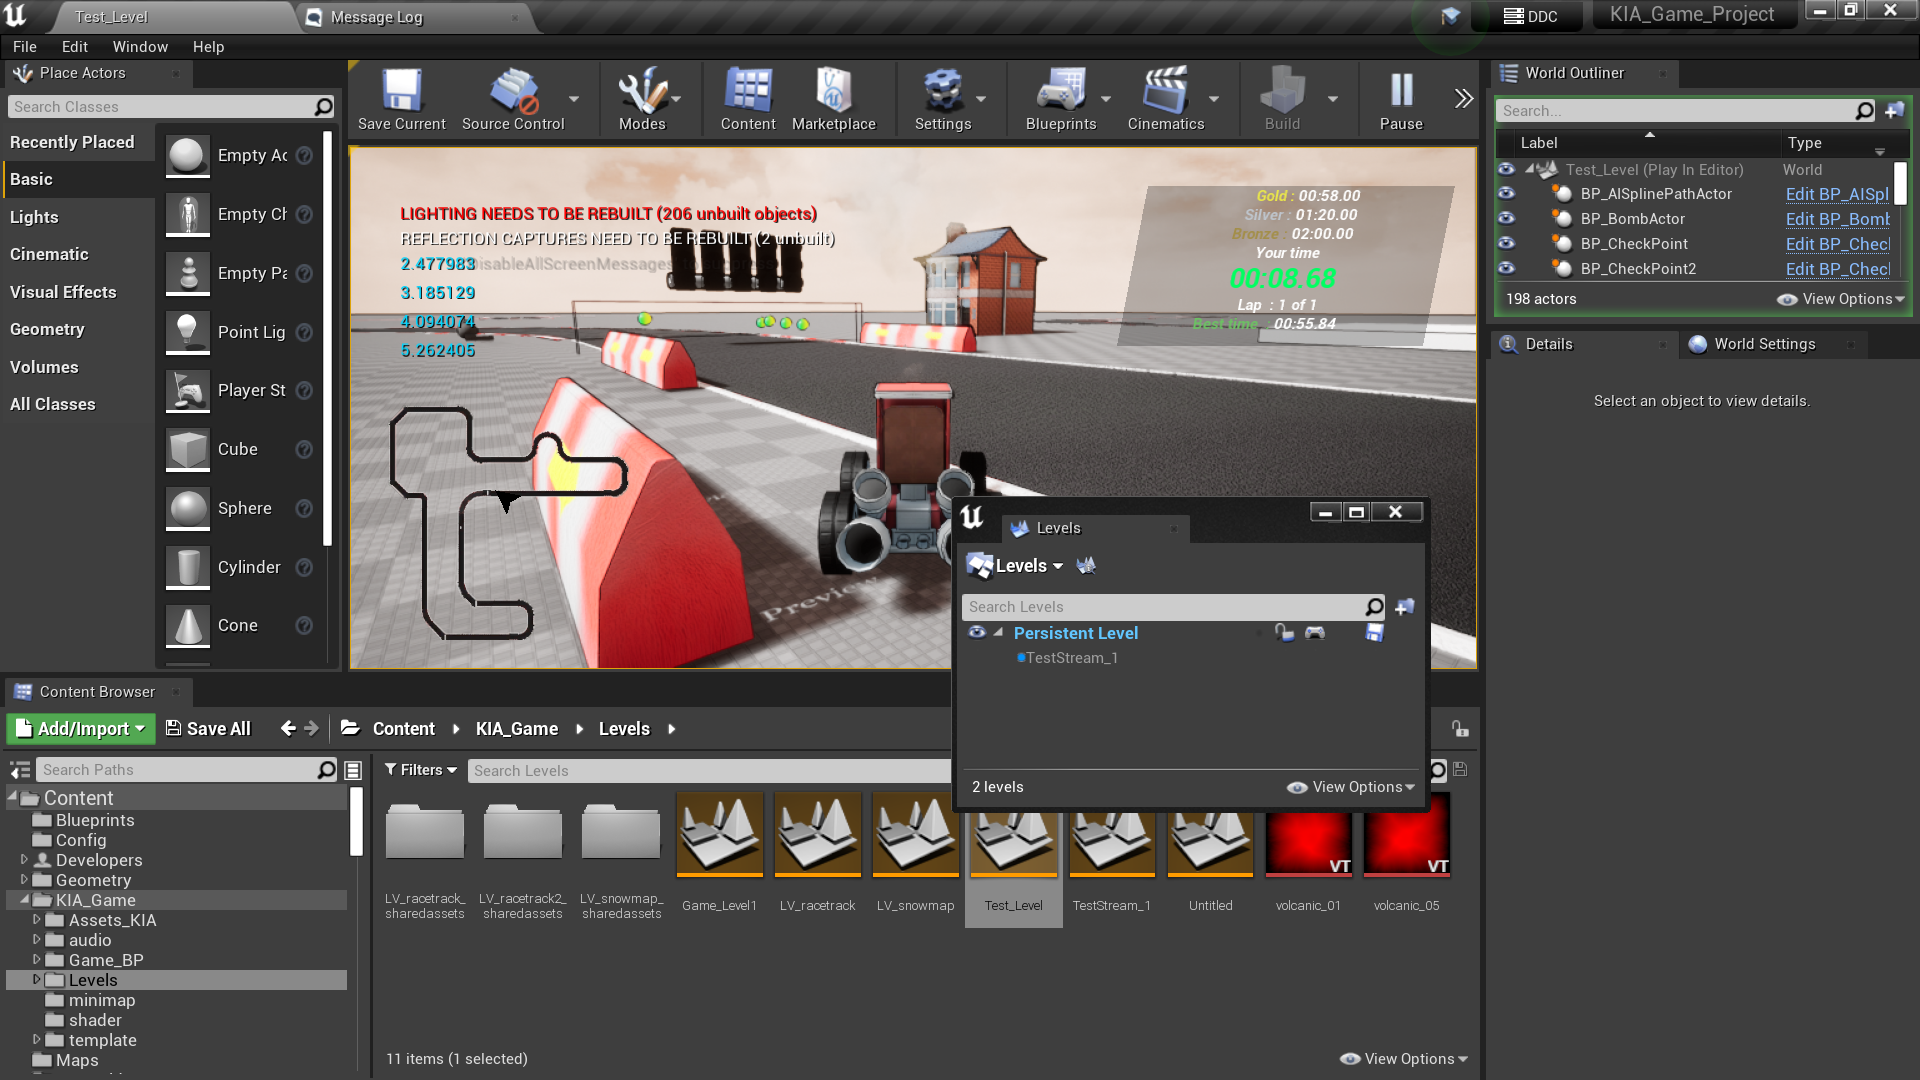 Test_Level
Message Log
DDC
KIA_Game_Project
File
Edit
Window
Help
Place Actors
Search Classes
Recently Placed
Basic
Lights
Cinematic
Visual Effects
Geometry
Volumes
All Classes
Empty Ac
Empty Ch
Empty Pa
Point Lig
Player St
Cube
Sphere
Cylinder
Cone
Save Current
Source Control
Modes
Content
Marketplace
Settings
Blueprints
Cinematics
Build
Pause
LIGHTING NEEDS TO BE REBUILT (206 unbuilt objects)
REFLECTION CAPTURES NEED TO BE REBUILT (2 unbuilt)
DisableAllScreenMessages
2.477983
3.185129
4.094074
5.262405
Gold : 00:58.00
Silver : 01:20.00
Bronze : 02:00.00
Your time
00:08.68
Lap : 1 of 1
Best time : 00:55.84
Preview
World Outliner
Search...
Label
Type
Test_Level (Play In Editor)
World
BP_AISplinePathActor
Edit BP_AISpl
BP_BombActor
Edit BP_Bomb
BP_CheckPoint
Edit BP_Check
BP_CheckPoint2
Edit BP_Check
198 actors
View Options
Details
World Settings
Select an object to view details.
Levels
Levels
Search Levels
Persistent Level
TestStream_1
2 levels
View Options
Content Browser
Add/Import
Save All
Content
KIA_Game
Levels
Search Paths
Filters
Search Levels
Content
Blueprints
Config
Developers
Geometry
KIA_Game
Assets_KIA
audio
Game_BP
Levels
minimap
shader
template
Maps
LV_racetrack_
sharedassets
LV_racetrack2_
sharedassets
LV_snowmap_
sharedassets
Game_Level1
LV_racetrack
LV_snowmap
Test_Level
TestStream_1
Untitled
VT
volcanic_01
VT
volcanic_05
11 items (1 selected)
View Options